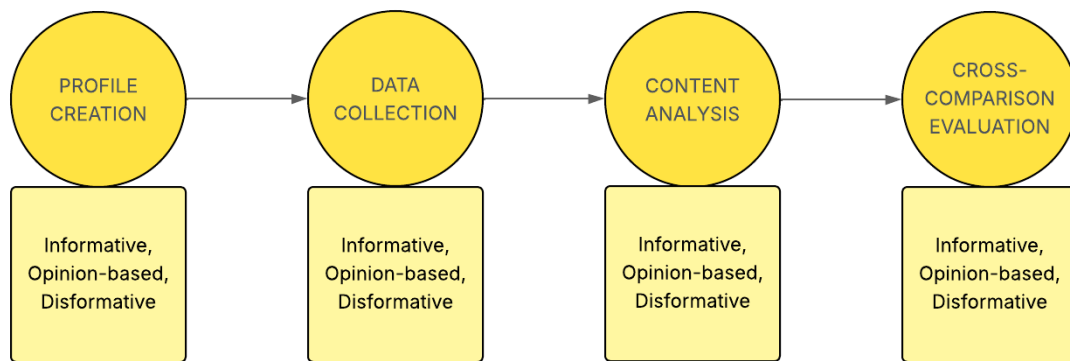 PROFILE
CREATION
DATA
COLLECTION
CONTENT
ANALYSIS
CROSS-
COMPARISON
EVALUATION
Informative,
Opinion-based,
Disformative
Informative,
Opinion-based,
Disformative
Informative,
Opinion-based,
Disformative
Informative,
Opinion-based,
Disformative